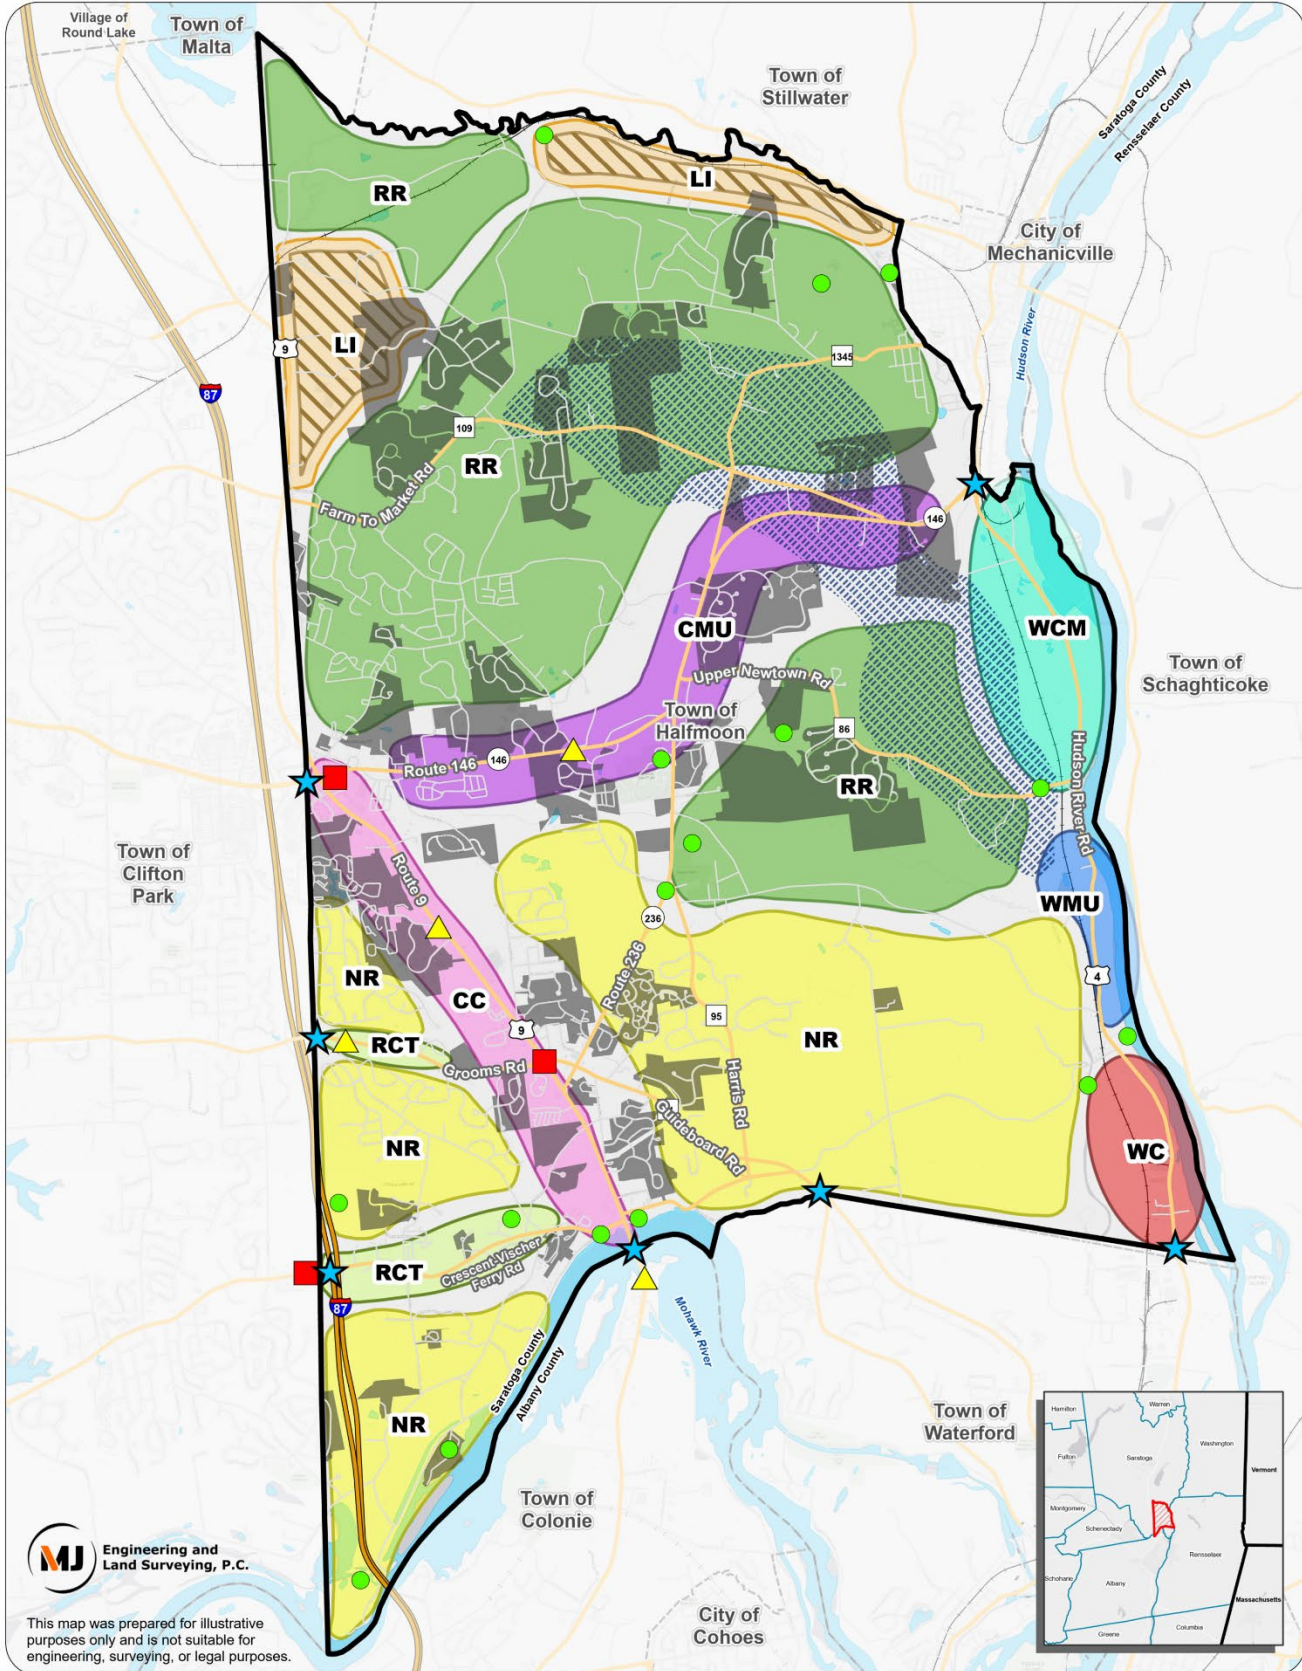 Village of
Round Lake
Town of
Malta
Town of
Stillwater
Saratoga County
Rensselaer County
City of
Mechanicville
Hudson River
RR
LI
LI
9
87
1345
109
RR
Farm To Market Rd
146
CMU
WCM
Upper Newtown Rd
Town of
Halfmoon
86
RR
Town of
Schaghticoke
Route 146
146
Hudson River Rd
Town of
Clifton
Park
Route 9
236
WMU
Route 236
NR
CC
4
9
95
NR
RCT
Grooms Rd
Harris Rd
Guideboard Rd
NR
WC
RCT
Crescent-Vischer
Ferry Rd
87
Mohawk River
Saratoga County
Albany County
NR
Town of
Waterford
Town of
Colonie
City of
Cohoes
MJ
Engineering and
Land Surveying, P.C.
This map was prepared for illustrative
purposes only and is not suitable for
engineering, surveying, or legal purposes.
Hamilton
Warren
Washington
Fulton
Saratoga
Vermont
Montgomery
Schenectady
Rensselaer
Schoharie
Albany
Massachusetts
Greene
Columbia